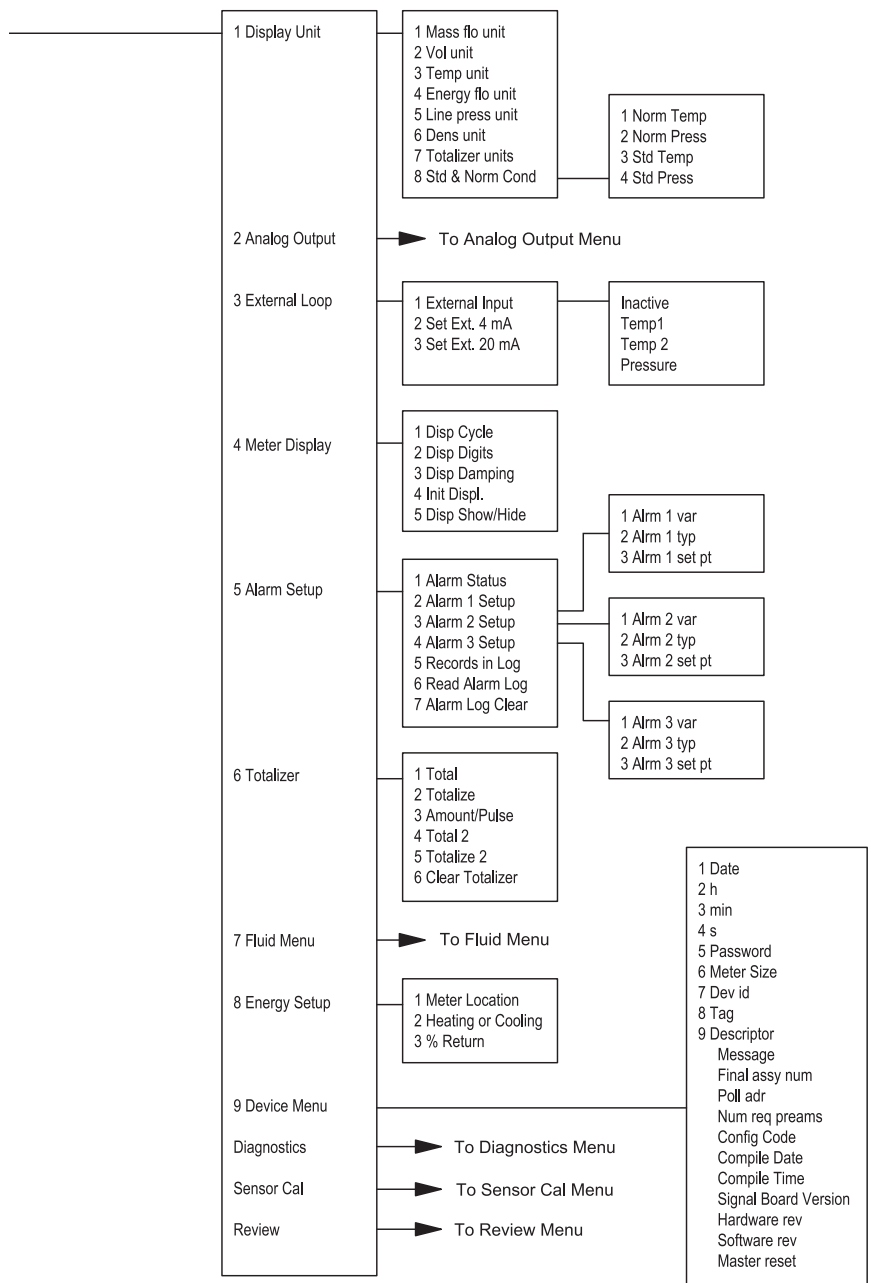 1 Display Unit
1 Mass flo unit
2 Vol unit
3 Temp unit
4 Energy flo unit
5 Line press unit
6 Dens unit
7 Totalizer units
8 Std & Norm Cond
1 Norm Temp
2 Norm Press
3 Std Temp
4 Std Press
2 Analog Output
To Analog Output Menu
3 External Loop
1 External Input
2 Set Ext. 4 mA
3 Set Ext. 20 mA
Inactive
Temp1
Temp 2
Pressure
4 Meter Display
1 Disp Cycle
2 Disp Digits
3 Disp Damping
4 Init Displ.
5 Disp Show/Hide
5 Alarm Setup
1 Alarm Status
2 Alarm 1 Setup
3 Alarm 2 Setup
4 Alarm 3 Setup
5 Records in Log
6 Read Alarm Log
7 Alarm Log Clear
1 Alrm 1 var
2 Alrm 1 typ
3 Alrm 1 set pt
1 Alrm 2 var
2 Alrm 2 typ
3 Alrm 2 set pt
1 Alrm 3 var
2 Alrm 3 typ
3 Alrm 3 set pt
6 Totalizer
1 Total
2 Totalize
3 Amount/Pulse
4 Total 2
5 Totalize 2
6 Clear Totalizer
7 Fluid Menu
To Fluid Menu
8 Energy Setup
1 Meter Location
2 Heating or Cooling
3 % Return
9 Device Menu
1 Date
2 h
3 min
4 s
5 Password
6 Meter Size
7 Dev id
8 Tag
9 Descriptor
Message
Final assy num
Poll adr
Num req preams
Config Code
Compile Date
Compile Time
Signal Board Version
Hardware rev
Software rev
Master reset
Diagnostics
To Diagnostics Menu
Sensor Cal
To Sensor Cal Menu
Review
To Review Menu